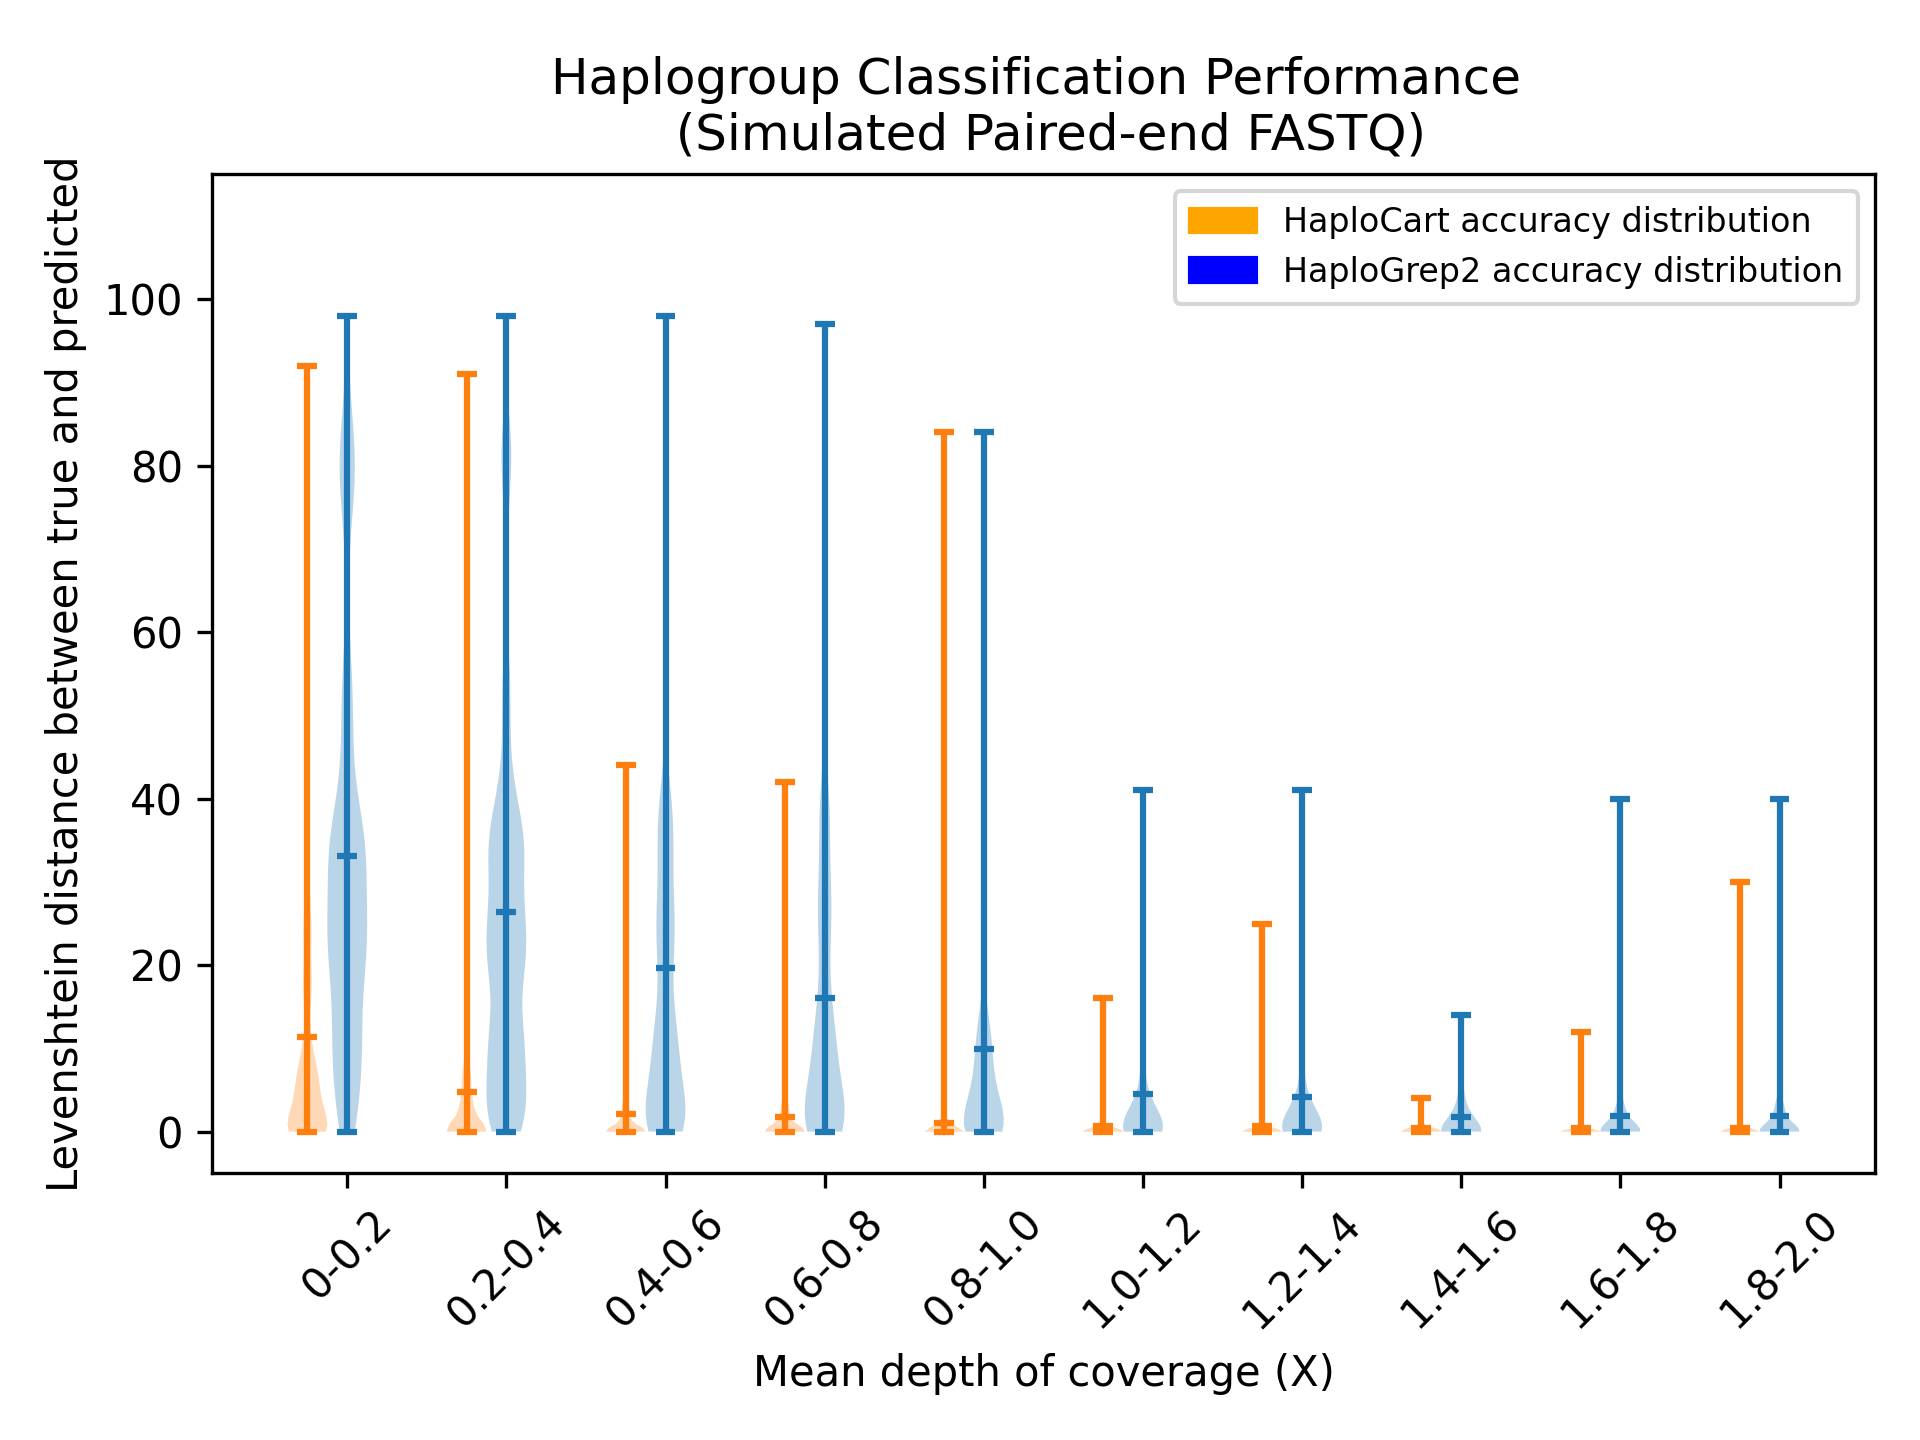 Haplogroup Classification Performance
(Simulated Paired-end FASTQ)
HaploCart accuracy distribution
HaploGrep2 accuracy distribution
Levenshtein distance between true and predicted
100
80
60
40
20
0
0-0.2
0.2-0.4
0.4-0.6
0.6-0.8
0.8-1.0
1.0-1.2
1.2-1.4
1.4-1.6
1.6-1.8
1.8-2.0
Mean depth of coverage (X)